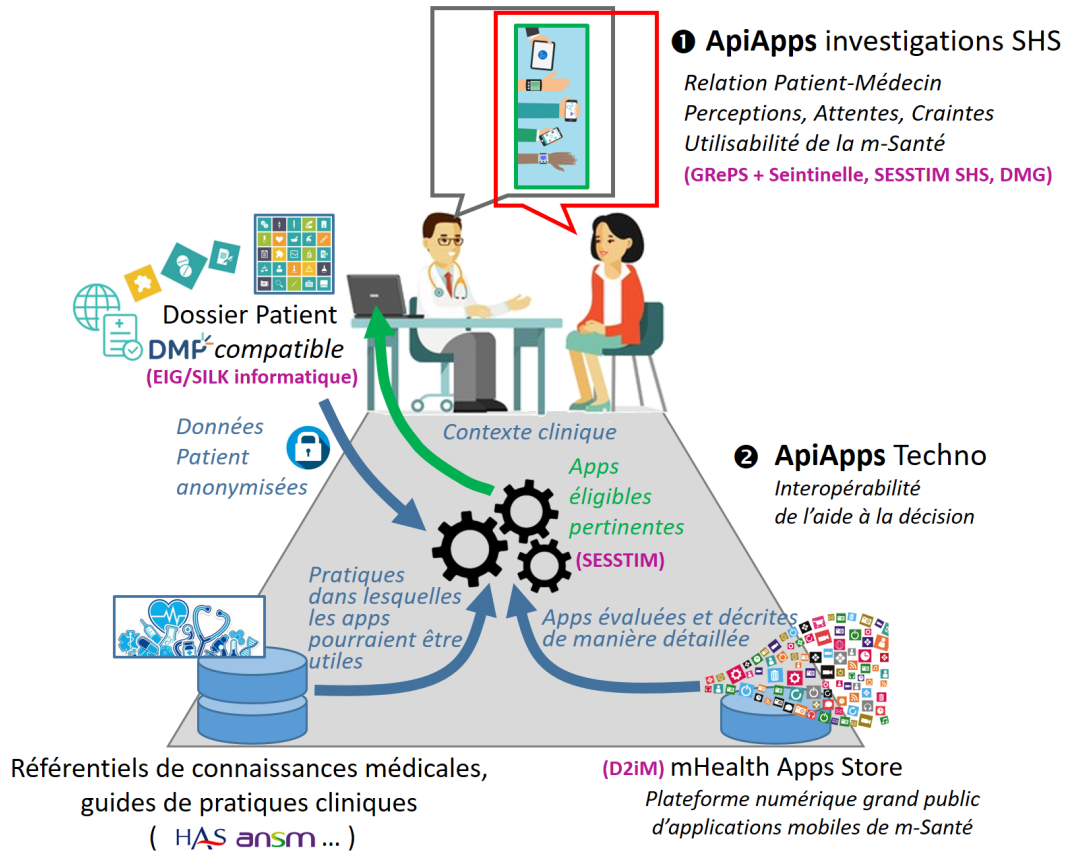 ❶ ApiApps investigations SHS
Relation Patient-Médecin
Perceptions, Attentes, Craintes
Utilisabilité de la m-Santé
(GRePS + Seintinelle, SESSTIM SHS, DMG)
Dossier Patient
DMP compatible
(EIG/SILK informatique)
Données
Patient
anonymisées
Contexte clinique
Apps
éligibles
pertinentes
(SESSTIM)
❷ ApiApps Techno
Interopérabilité
de l’aide à la décision
Pratiques
dans lesquelles
les apps
pourraient être
utiles
Apps évaluées et décrites
de manière détaillée
Référentiels de connaissances médicales,
guides de pratiques cliniques
( HAS ansm ... )
(D2iM) mHealth Apps Store
Plateforme numérique grand public
d’applications mobiles de m-Santé